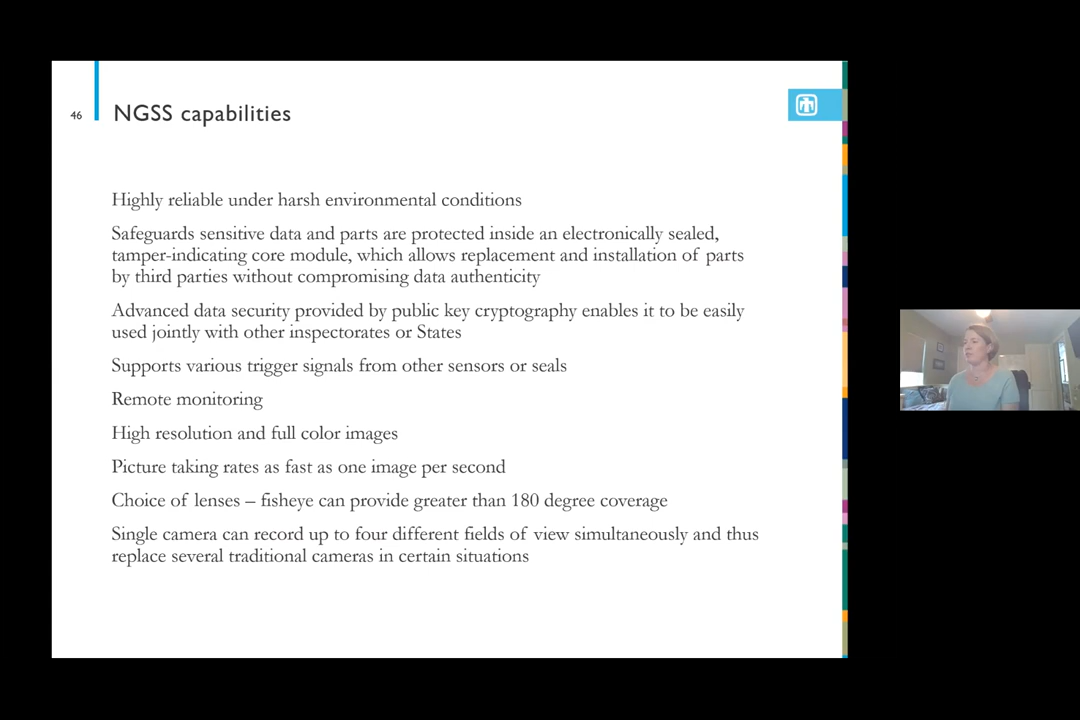 46
NGSS capabilities
Highly reliable under harsh environmental conditions
Safeguards sensitive data and parts are protected inside an electronically sealed,
tamper-indicating core module, which allows replacement and installation of parts
by third parties without compromising data authenticity
Advanced data security provided by public key cryptography enables it to be easily
used jointly with other inspectorates or States
Supports various trigger signals from other sensors or seals
Remote monitoring
High resolution and full color images
Picture taking rates as fast as one image per second
Choice of lenses – fisheye can provide greater than 180 degree coverage
Single camera can record up to four different fields of view simultaneously and thus
replace several traditional cameras in certain situations